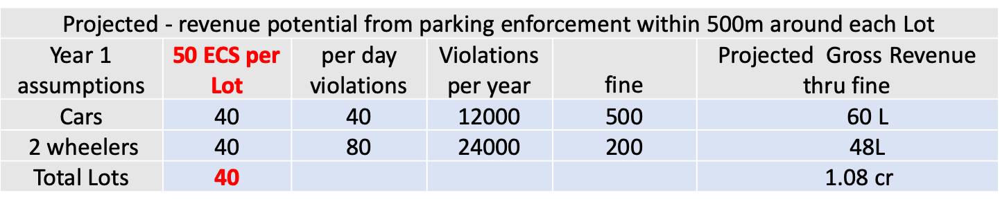 Projected - revenue potential from parking enforcement within 500m around each Lot
Year 1 assumptions | 50 ECS per Lot | per day violations | Violations per year | fine | Projected  Gross Revenue thru fine
Cars | 40 | 40 | 12000 | 500 | 60 L
2 wheelers | 40 | 80 | 24000 | 200 | 48L
Total Lots | 40 | | | | 1.08 cr